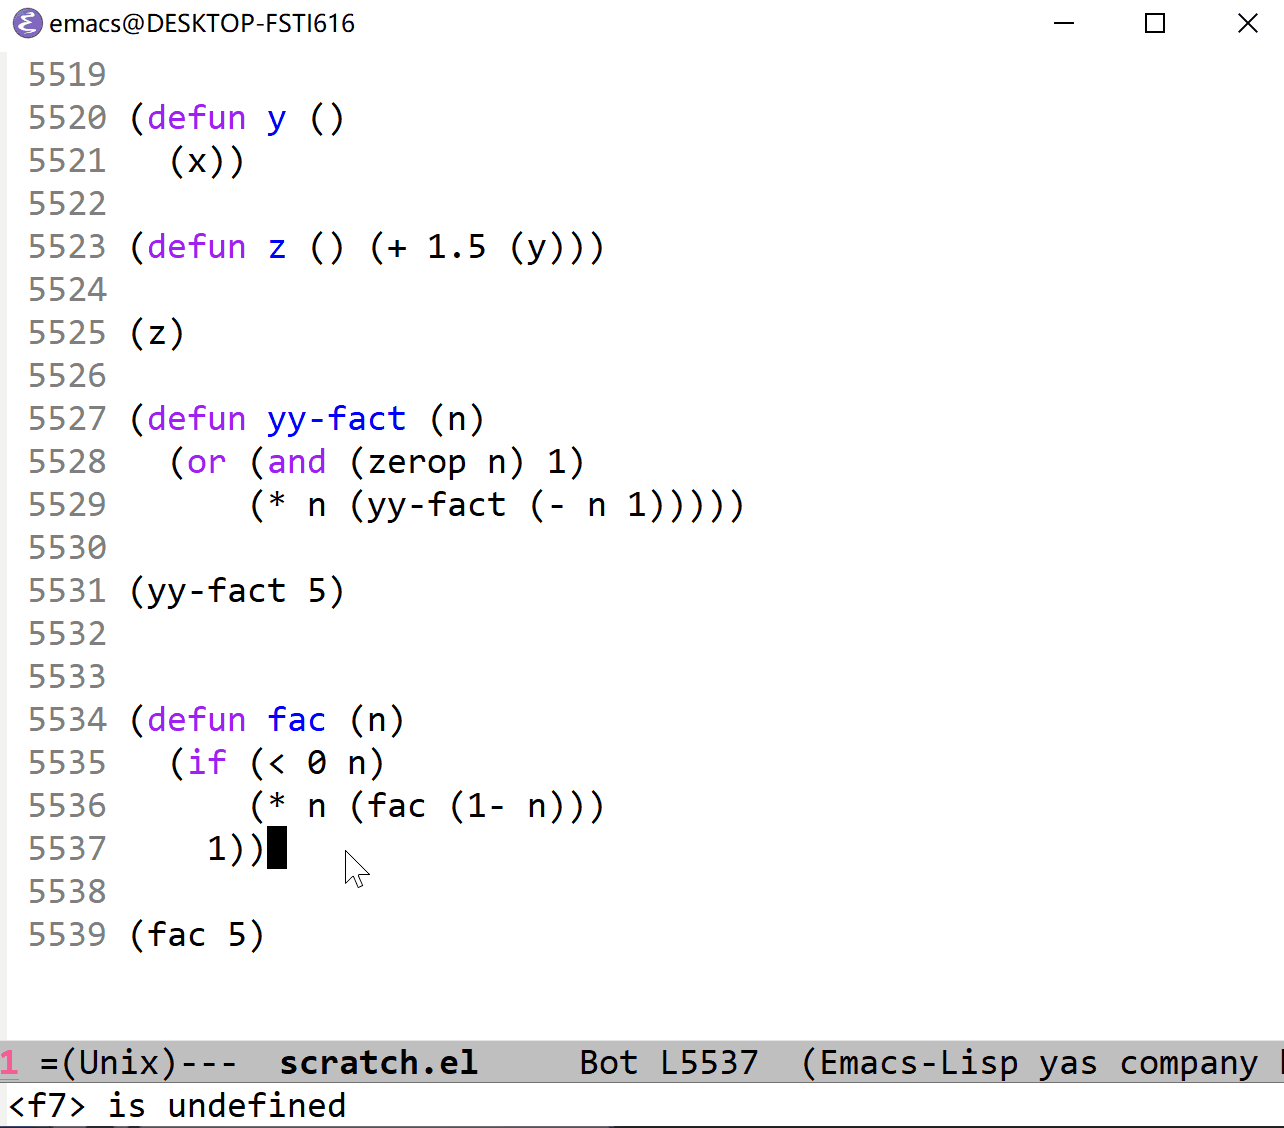 emacs@DESKTOP-FSTI616
5519
5520 (defun y ()
5521   (x))
5522
5523 (defun z () (+ 1.5 (y)))
5524
5525 (z)
5526
5527 (defun yy-fact (n)
5528   (or (and (zerop n) 1)
5529       (* n (yy-fact (- n 1)))))
5530
5531 (yy-fact 5)
5532
5533
5534 (defun fac (n)
5535   (if (< 0 n)
5536       (* n (fac (1- n)))
5537     1))
5538
5539 (fac 5)
1 =(Unix)---  scratch.el     Bot L5537  (Emacs-Lisp yas company
<f7> is undefined